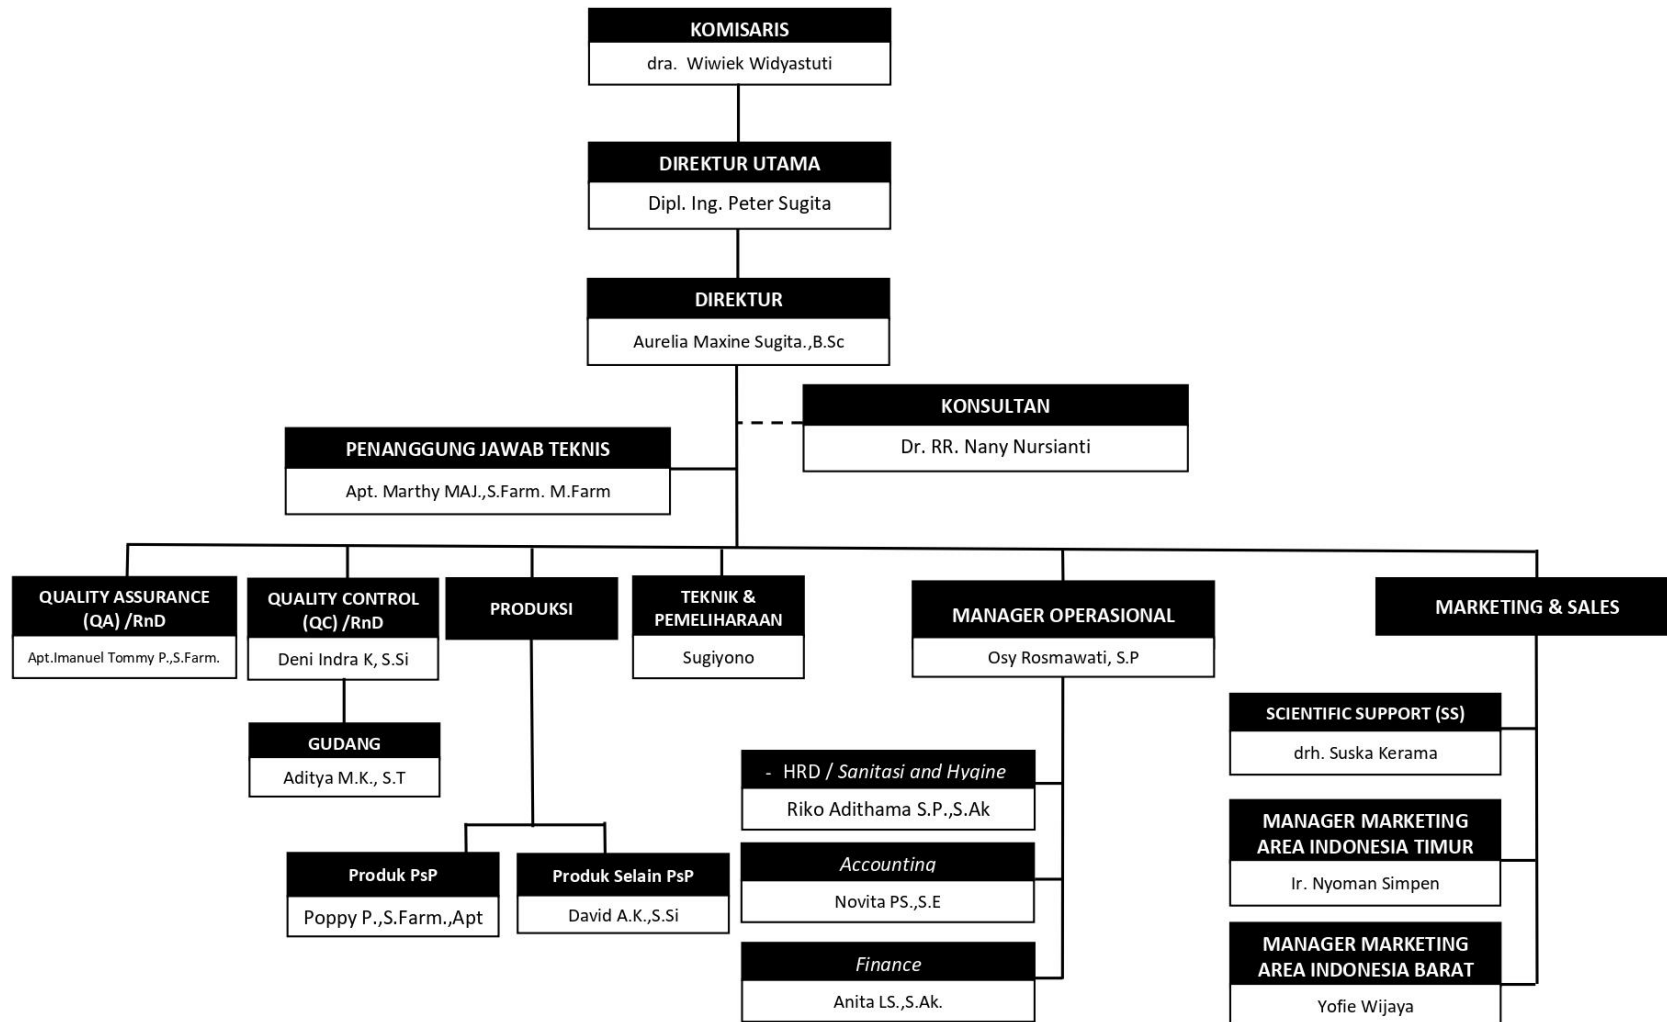 KOMISARIS
dra. Wiwiek Widyastuti
DIREKTUR UTAMA
Dipl. Ing. Peter Sugita
DIREKTUR
Aurelia Maxine Sugita.,B.Sc
KONSULTAN
Dr. RR. Nany Nursianti
PENANGGUNG JAWAB TEKNIS
Apt. Marthy MAJ.,S.Farm. M.Farm
QUALITY ASSURANCE
(QA) /RnD
Apt.Imanuel Tommy P.,S.Farm.
QUALITY CONTROL
(QC) /RnD
Deni Indra K, S.Si
GUDANG
Aditya M.K., S.T
PRODUKSI
Produk PsP
Poppy P.,S.Farm.,Apt
Produk Selain PsP
David A.K.,S.Si
TEKNIK &
PEMELIHARAAN
Sugiyono
MANAGER OPERASIONAL
Osy Rosmawati, S.P
- HRD / Sanitasi and Hygine
Riko Adithama S.P.,S.Ak
Accounting
Novita PS.,S.E
Finance
Anita LS.,S.Ak.
MARKETING & SALES
SCIENTIFIC SUPPORT (SS)
drh. Suska Kerama
MANAGER MARKETING
AREA INDONESIA TIMUR
Ir. Nyoman Simpen
MANAGER MARKETING
AREA INDONESIA BARAT
Yofie Wijaya